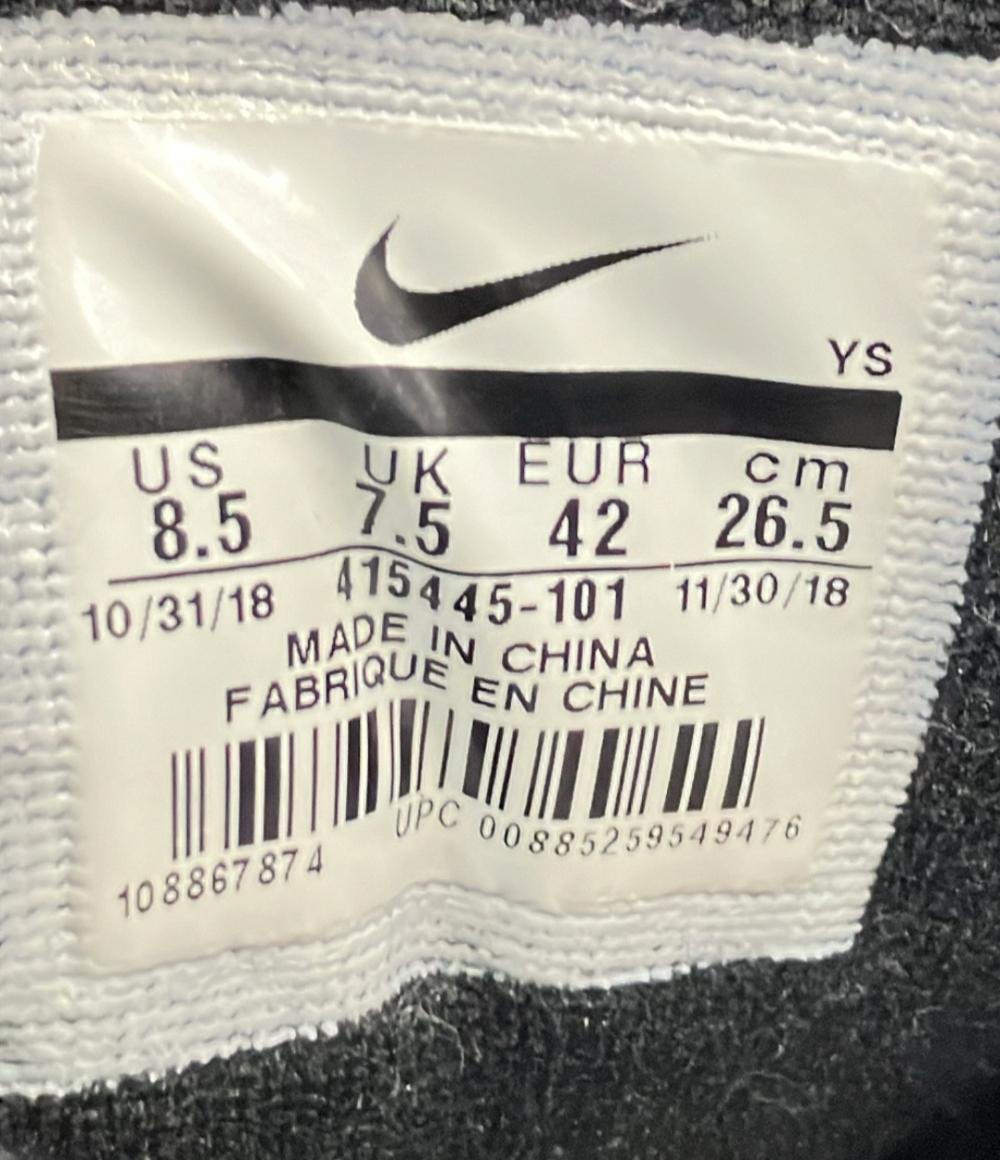 YS
US UK EUR cm
8.5 7.5 42 26.5
10/31/18 415445-101 11/30/18
MADE IN CHINA
FABRIQUE EN CHINE
108867874 UPC 00885259549476